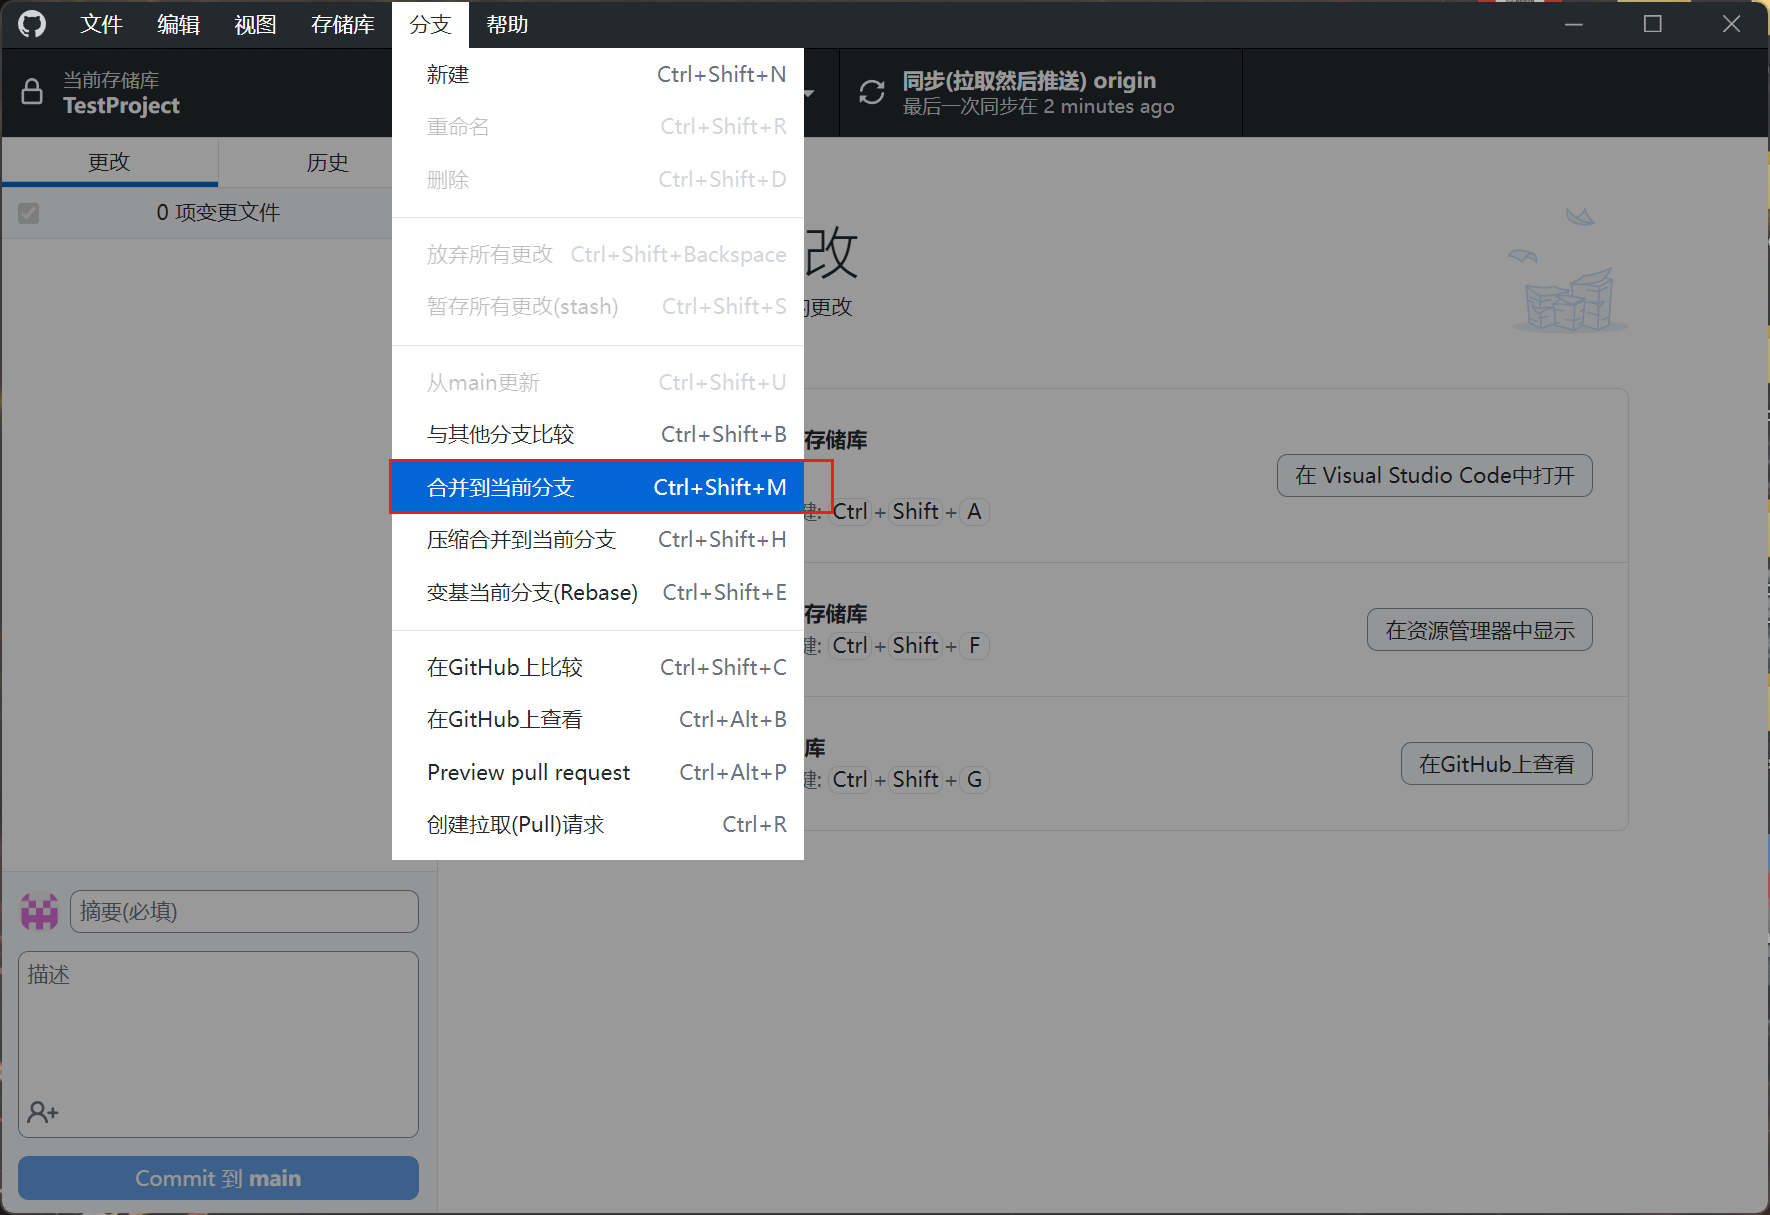 文件 编辑 视图 存储库 分支 帮助
当前存储库
TestProject
同步(拉取然后推送) origin
最后一次同步在 2 minutes ago
更改 历史
0 项变更文件
新建 Ctrl+Shift+N
重命名 Ctrl+Shift+R
删除 Ctrl+Shift+D
放弃所有更改 Ctrl+Shift+Backspace
暂存所有更改(stash) Ctrl+Shift+S
从main更新 Ctrl+Shift+U
与其他分支比较 Ctrl+Shift+B
合并到当前分支 Ctrl+Shift+M
压缩合并到当前分支 Ctrl+Shift+H
变基当前分支(Rebase) Ctrl+Shift+E
在GitHub上比较 Ctrl+Shift+C
在GitHub上查看 Ctrl+Alt+B
Preview pull request Ctrl+Alt+P
创建拉取(Pull)请求 Ctrl+R
改
更改
存储库
在 Visual Studio Code中打开
键: Ctrl + Shift + A
存储库
键: Ctrl + Shift + F
在资源管理器中显示
库
键: Ctrl + Shift + G
在GitHub上查看
摘要(必填)
描述
Commit 到 main